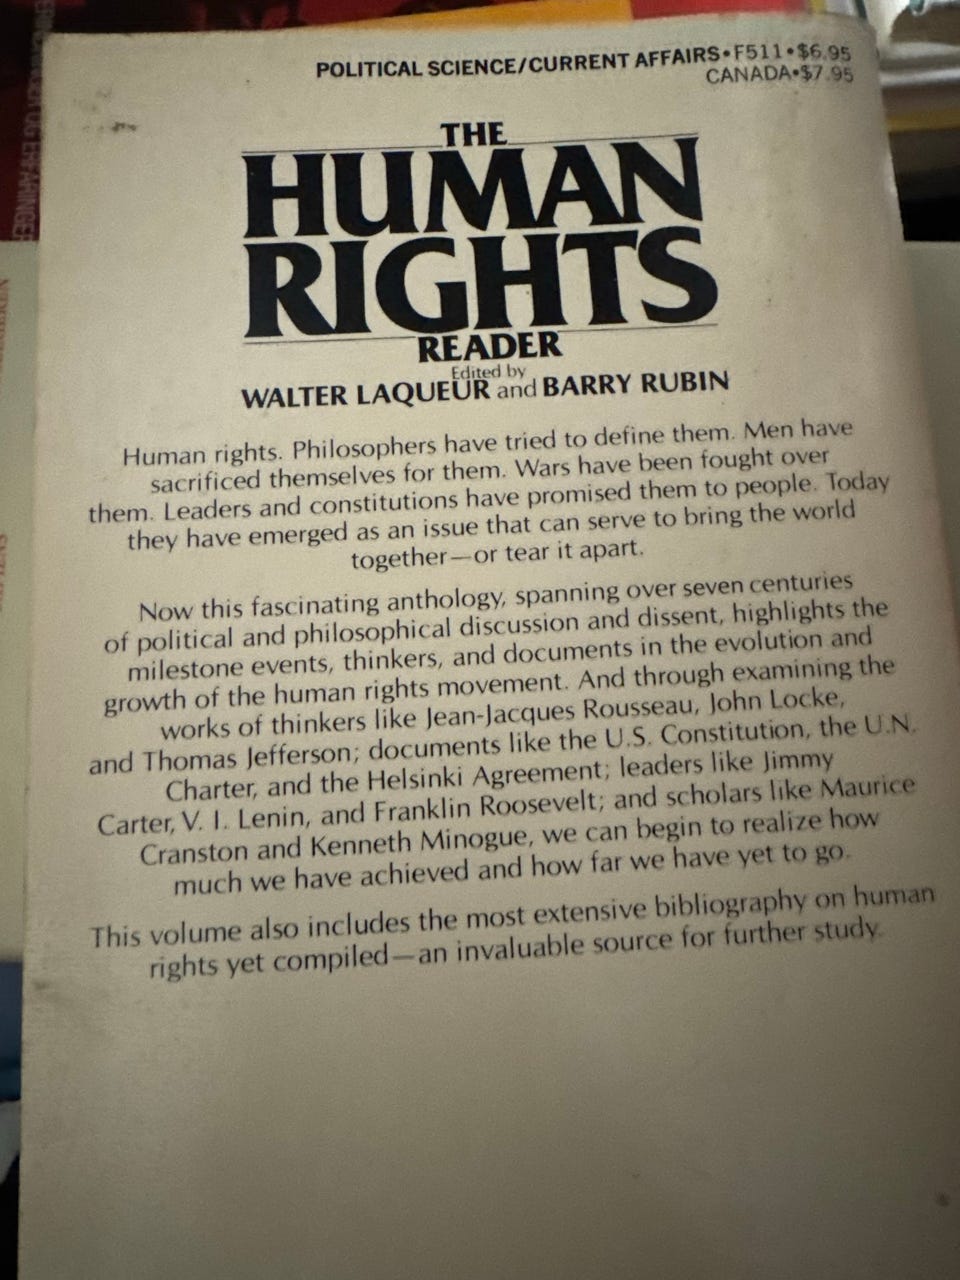 POLITICAL SCIENCE/CURRENT AFFAIRS•F511•$6.95
CANADA•$7.95
THE
HUMAN
RIGHTS
READER
Edited by
WALTER LAQUEUR and BARRY RUBIN
Human rights. Philosophers have tried to define them. Men have
sacrificed themselves for them. Wars have been fought over
them. Leaders and constitutions have promised them to people. Today
they have emerged as an issue that can serve to bring the world
together—or tear it apart.
Now this fascinating anthology, spanning over seven centuries
of political and philosophical discussion and dissent, highlights the
milestone events, thinkers, and documents in the evolution and
growth of the human rights movement. And through examining the
works of thinkers like Jean-Jacques Rousseau, John Locke,
and Thomas Jefferson; documents like the U.S. Constitution, the U.N.
Charter, and the Helsinki Agreement; leaders like Jimmy
Carter, V. I. Lenin, and Franklin Roosevelt; and scholars like Maurice
Cranston and Kenneth Minogue, we can begin to realize how
much we have achieved and how far we have yet to go.
This volume also includes the most extensive bibliography on human
rights yet compiled—an invaluable source for further study.